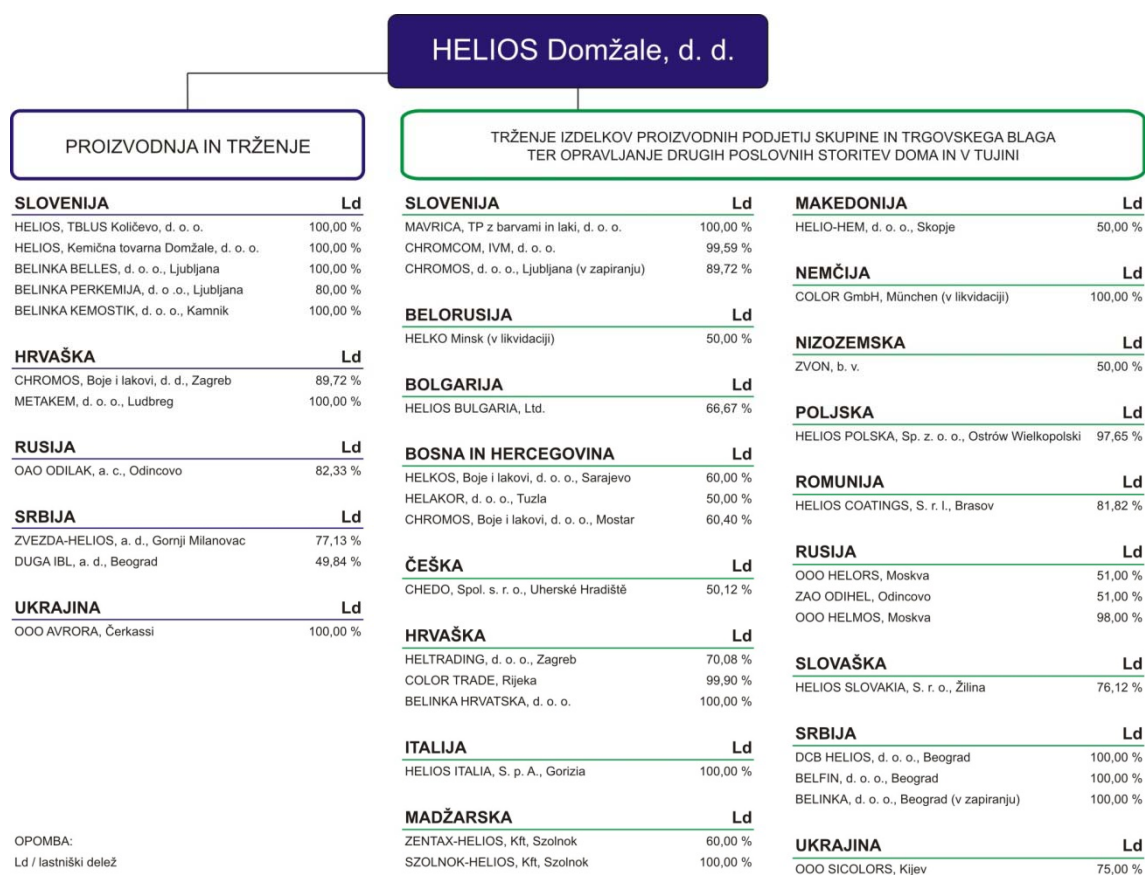 HELIOS Domžale, d. d.
PROIZVODNJA IN TRŽENJE
SLOVENIJA Ld
HELIOS, TBLUS Količevo, d. o. o. 100,00 %
HELIOS, Kemična tovarna Domžale, d. o. o. 100,00 %
BELINKA BELLES, d. o. o., Ljubljana 100,00 %
BELINKA PERKEMIJA, d. o .o., Ljubljana 80,00 %
BELINKA KEMOSTIK, d. o. o., Kamnik 100,00 %
HRVAŠKA Ld
CHROMOS, Boje i lakovi, d. d., Zagreb 89,72 %
METAKEM, d. o. o., Ludbreg 100,00 %
RUSIJA Ld
OAO ODILAK, a. c., Odincovo 82,33 %
SRBIJA Ld
ZVEZDA-HELIOS, a. d., Gornji Milanovac 77,13 %
DUGA IBL, a. d., Beograd 49,84 %
UKRAJINA Ld
OOO AVRORA, Čerkassi 100,00 %
OPOMBA:
Ld / lastniški delež
TRŽENJE IZDELKOV PROIZVODNIH PODJETIJ SKUPINE IN TRGOVSKEGA BLAGA
TER OPRAVLJANJE DRUGIH POSLOVNIH STORITEV DOMA IN V TUJINI
SLOVENIJA Ld
MAVRICA, TP z barvami in laki, d. o. o. 100,00 %
CHROMCOM, IVM, d. o. o. 99,59 %
CHROMOS, d. o. o., Ljubljana (v zapiranju) 89,72 %
BELORUSIJA Ld
HELKO Minsk (v likvidaciji) 50,00 %
BOLGARIJA Ld
HELIOS BULGARIA, Ltd. 66,67 %
BOSNA IN HERCEGOVINA Ld
HELKOS, Boje i lakovi, d. o. o., Sarajevo 60,00 %
HELAKOR, d. o. o., Tuzla 50,00 %
CHROMOS, Boje i lakovi, d. o. o., Mostar 60,40 %
ČEŠKA Ld
CHEDO, Spol. s. r. o., Uherské Hradiště 50,12 %
HRVAŠKA Ld
HELTRADING, d. o. o., Zagreb 70,08 %
COLOR TRADE, Rijeka 99,90 %
BELINKA HRVATSKA, d. o. o. 100,00 %
ITALIJA Ld
HELIOS ITALIA, S. p. A., Gorizia 100,00 %
MADŽARSKA Ld
ZENTAX-HELIOS, Kft, Szolnok 60,00 %
SZOLNOK-HELIOS, Kft, Szolnok 100,00 %
MAKEDONIJA Ld
HELIO-HEM, d. o. o., Skopje 50,00 %
NEMČIJA Ld
COLOR GmbH, München (v likvidaciji) 100,00 %
NIZOZEMSKA Ld
ZVON, b. v. 50,00 %
POLJSKA Ld
HELIOS POLSKA, Sp. z. o. o., Ostrów Wielkopolski 97,65 %
ROMUNIJA Ld
HELIOS COATINGS, S. r. l., Brasov 81,82 %
RUSIJA Ld
OOO HELORS, Moskva 51,00 %
ZAO ODIHEL, Odincovo 51,00 %
OOO HELMOS, Moskva 98,00 %
SLOVAŠKA Ld
HELIOS SLOVAKIA, S. r. o., Žilina 76,12 %
SRBIJA Ld
DCB HELIOS, d. o. o., Beograd 100,00 %
BELFIN, d. o. o., Beograd 100,00 %
BELINKA, d. o. o., Beograd (v zapiranju) 100,00 %
UKRAJINA Ld
OOO SICOLORS, Kijev 75,00 %